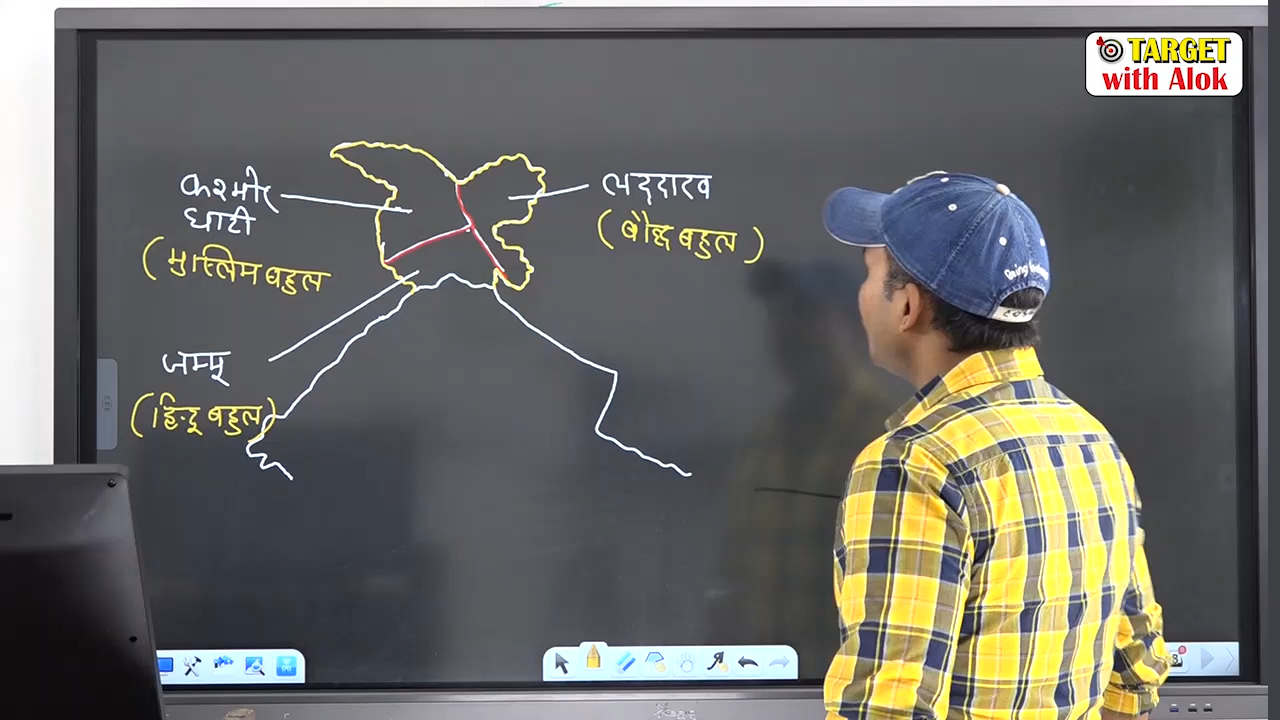 TARGET
with Alok
कश्मीर
घाटी
(मुस्लिम बहुल
लद्दाख
(बौद्ध बहुल)
जम्मू
(हिन्दू बहुल)